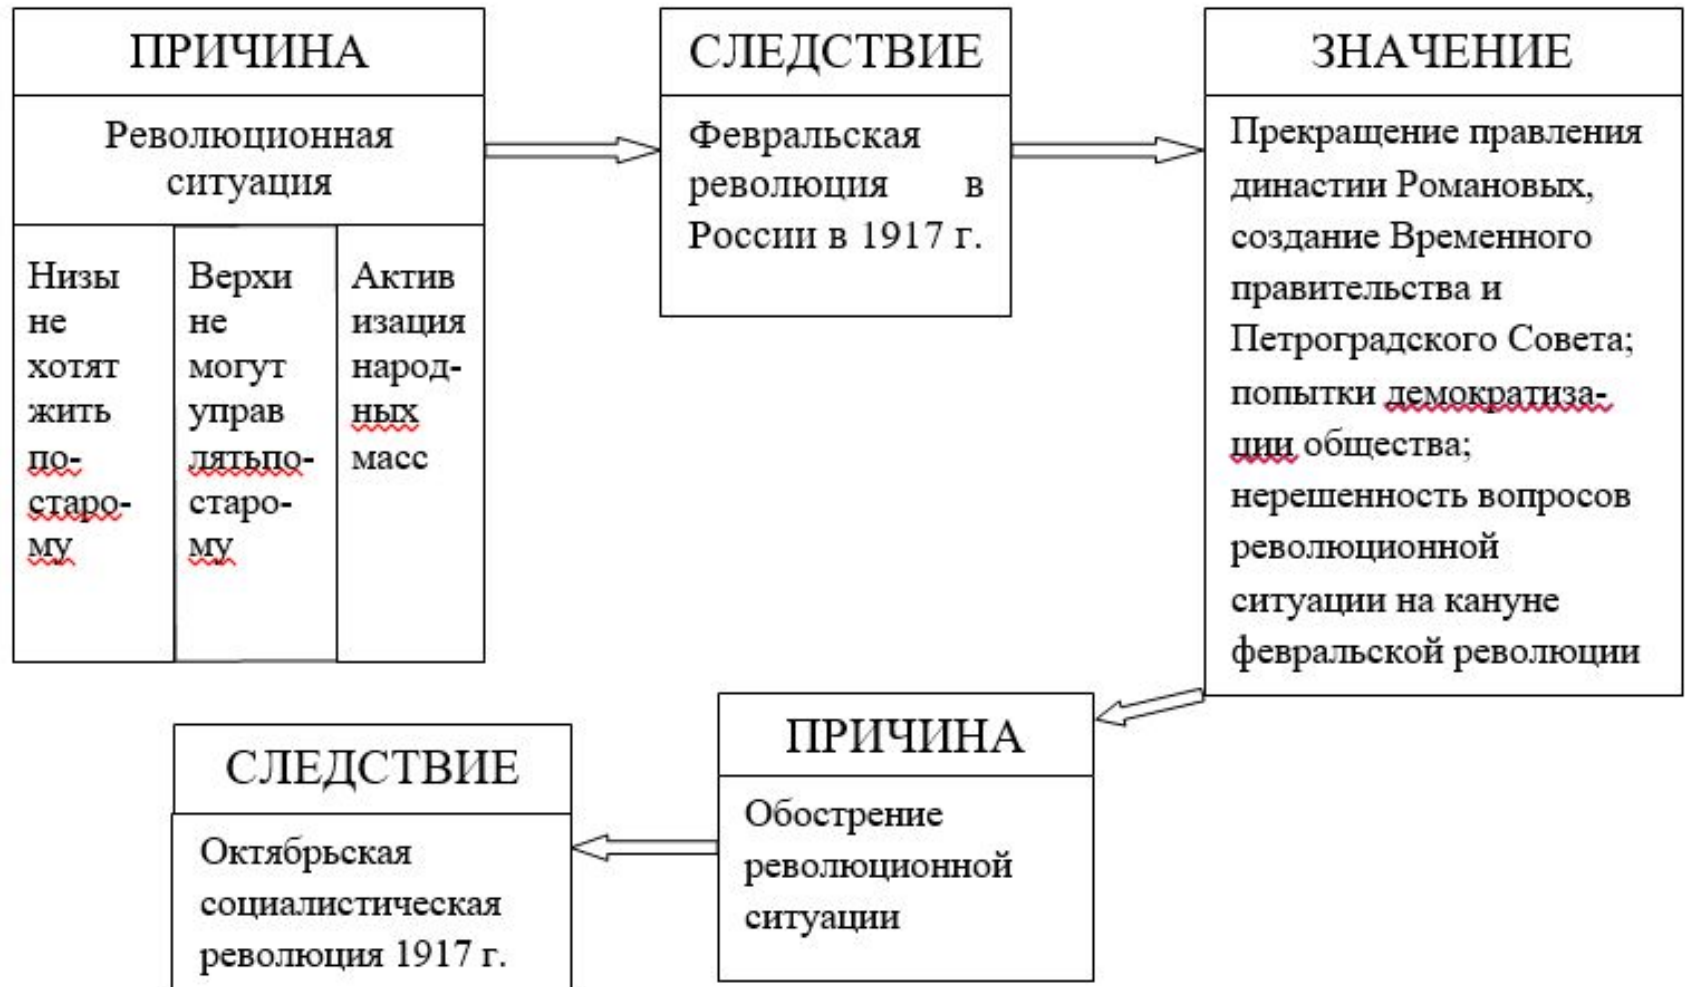 ПРИЧИНА
Революционная
ситуация
Низы
не
хотят
жить
по-
старо-
му
Верхи
не
могут
управ
лятьпо-
старо-
му
Актив
изация
народ-
ных
масс
СЛЕДСТВИЕ
Февральская
революция в
России в 1917 г.
ЗНАЧЕНИЕ
Прекращение правления
династии Романовых,
создание Временного
правительства и
Петроградского Совета;
попытки демократиза-
ции общества;
нерешенность вопросов
революционной
ситуации на кануне
февральской революции
ПРИЧИНА
Обострение
революционной
ситуации
СЛЕДСТВИЕ
Октябрьская
социалистическая
революция 1917 г.